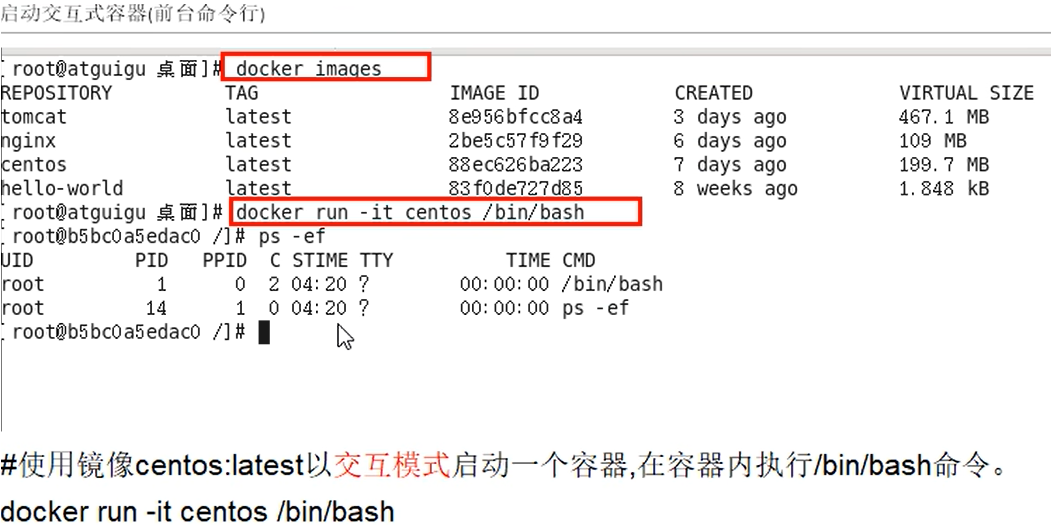 启动交互式容器(前台命令行)
[ root@atguigu 桌面]# docker images
REPOSITORY TAG IMAGE ID CREATED VIRTUAL SIZE
tomcat latest 8e956bfcc8a4 3 days ago 467.1 MB
nginx latest 2be5c57f9f29 6 days ago 109 MB
centos latest 88ec626ba223 7 days ago 199.7 MB
hello-world latest 83f0de727d85 8 weeks ago 1.848 kB
[ root@atguigu 桌面]# docker run -it centos /bin/bash
[ root@b5bc0a5edac0 /]# ps -ef
UID PID PPID C STIME TTY TIME CMD
root 1 0 2 04:20 ? 00:00:00 /bin/bash
root 14 1 0 04:20 ? 00:00:00 ps -ef
[ root@b5bc0a5edac0 /]#
#使用镜像centos:latest以交互模式启动一个容器,在容器内执行/bin/bash命令。
docker run -it centos /bin/bash